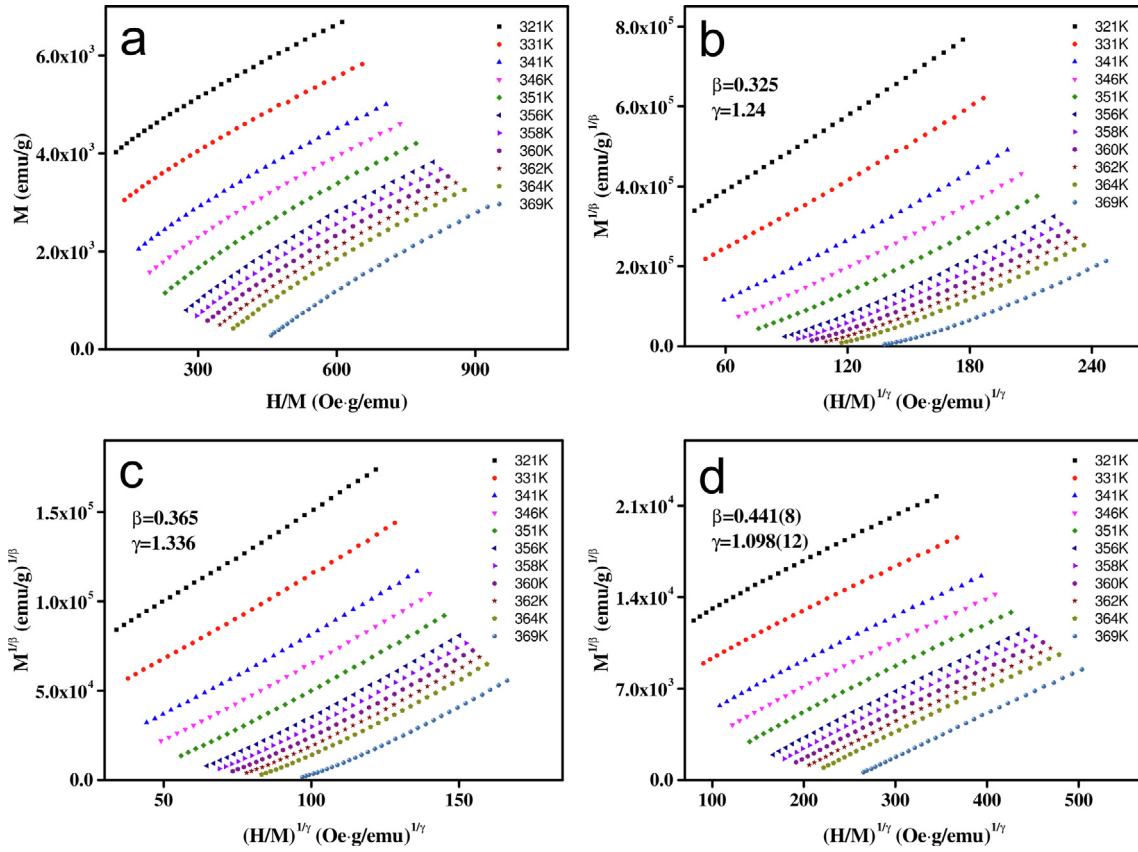 a
6.0x10³
4.0x10³
2.0x10³
0.0
M (emu/g)
300
600
900
H/M (Oe·g/emu)
321K
331K
341K
346K
351K
356K
358K
360K
362K
364K
369K
b
β=0.325
γ=1.24
8.0x10⁵
6.0x10⁵
4.0x10⁵
2.0x10⁵
0.0
M^1/β (emu/g)^1/β
60
120
180
240
(H/M)^1/γ (Oe·g/emu)^1/γ
321K
331K
341K
346K
351K
356K
358K
360K
362K
364K
369K
c
β=0.365
γ=1.336
1.5x10⁵
1.0x10⁵
5.0x10⁴
0.0
M^1/β (emu/g)^1/β
50
100
150
(H/M)^1/γ (Oe·g/emu)^1/γ
321K
331K
341K
346K
351K
356K
358K
360K
362K
364K
369K
d
β=0.441(8)
γ=1.098(12)
2.1x10⁴
1.4x10⁴
7.0x10³
0.0
M^1/β (emu/g)^1/β
100
200
300
400
500
(H/M)^1/γ (Oe·g/emu)^1/γ
321K
331K
341K
346K
351K
356K
358K
360K
362K
364K
369K